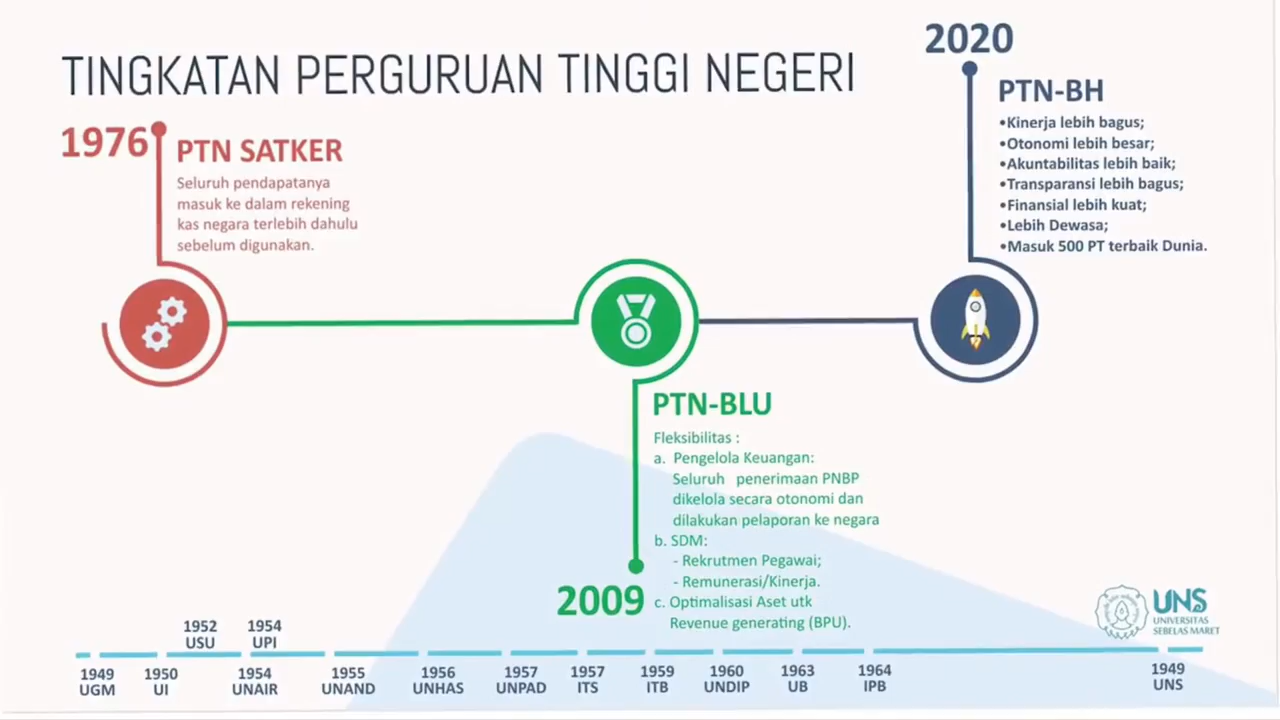 TINGKATAN PERGURUAN TINGGI NEGERI
1976
PTN SATKER
Seluruh pendapatanya
masuk ke dalam rekening
kas negara terlebih dahulu
sebelum digunakan.
2020
PTN-BH
•Kinerja lebih bagus;
•Otonomi lebih besar;
•Akuntabilitas lebih baik;
•Transparansi lebih bagus;
•Finansial lebih kuat;
•Lebih Dewasa;
•Masuk 500 PT terbaik Dunia.
PTN-BLU
Fleksibilitas :
a. Pengelola Keuangan:
Seluruh penerimaan PNBP
dikelola secara otonomi dan
dilakukan pelaporan ke negara
b. SDM:
- Rekrutmen Pegawai;
- Remunerasi/Kinerja.
c. Optimalisasi Aset utk
Revenue generating (BPU).
2009
UNS
UNIVERSITAS
SEBELAS MARET
1952 1954
USU UPI
1949 1950 1954 1955 1956 1957 1957 1959 1960 1963 1964 1949
UGM UI UNAIR UNAND UNHAS UNPAD ITS ITB UNDIP UB IPB UNS